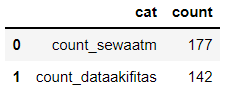 cat count
0 count_sewaatm 177
1 count_dataakifitas 142